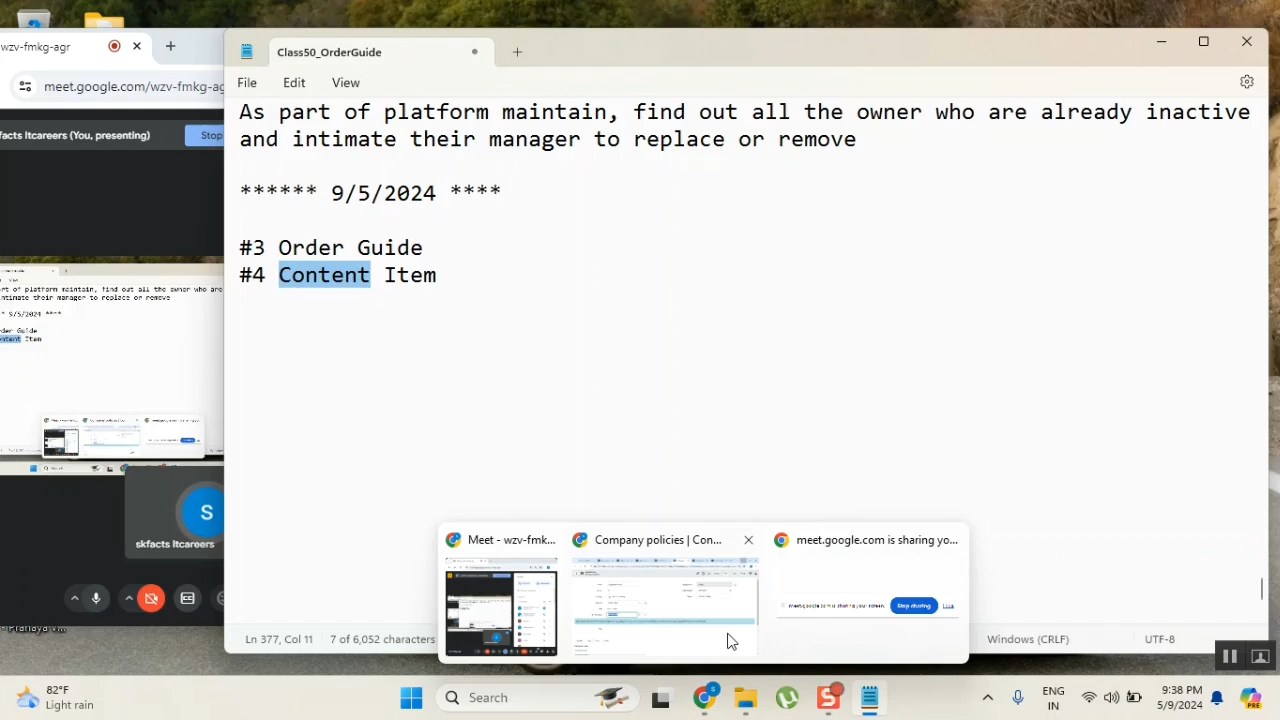 wzv-fmkg-agr
meet.google.com/wzv-fmkg-ag
sfacts Itcareers (You, presenting)
Stop
Class50_OrderGuide
File Edit View
As part of platform maintain, find out all the owner who are already inactive
and intimate their manager to replace or remove
****** 9/5/2024 ****
#3 Order Guide
#4 Content Item
S
skfacts Itcareers
Meet - wzv-fmk...
Company policies | Con...
meet.google.com is sharing yo...
Stop sharing
Ln 377, Col 11
7 of 6,052 characters
Windows (CRLF)
UTF-8
82°F
Light rain
Search
ENG
IN
9:38 PM
5/9/2024